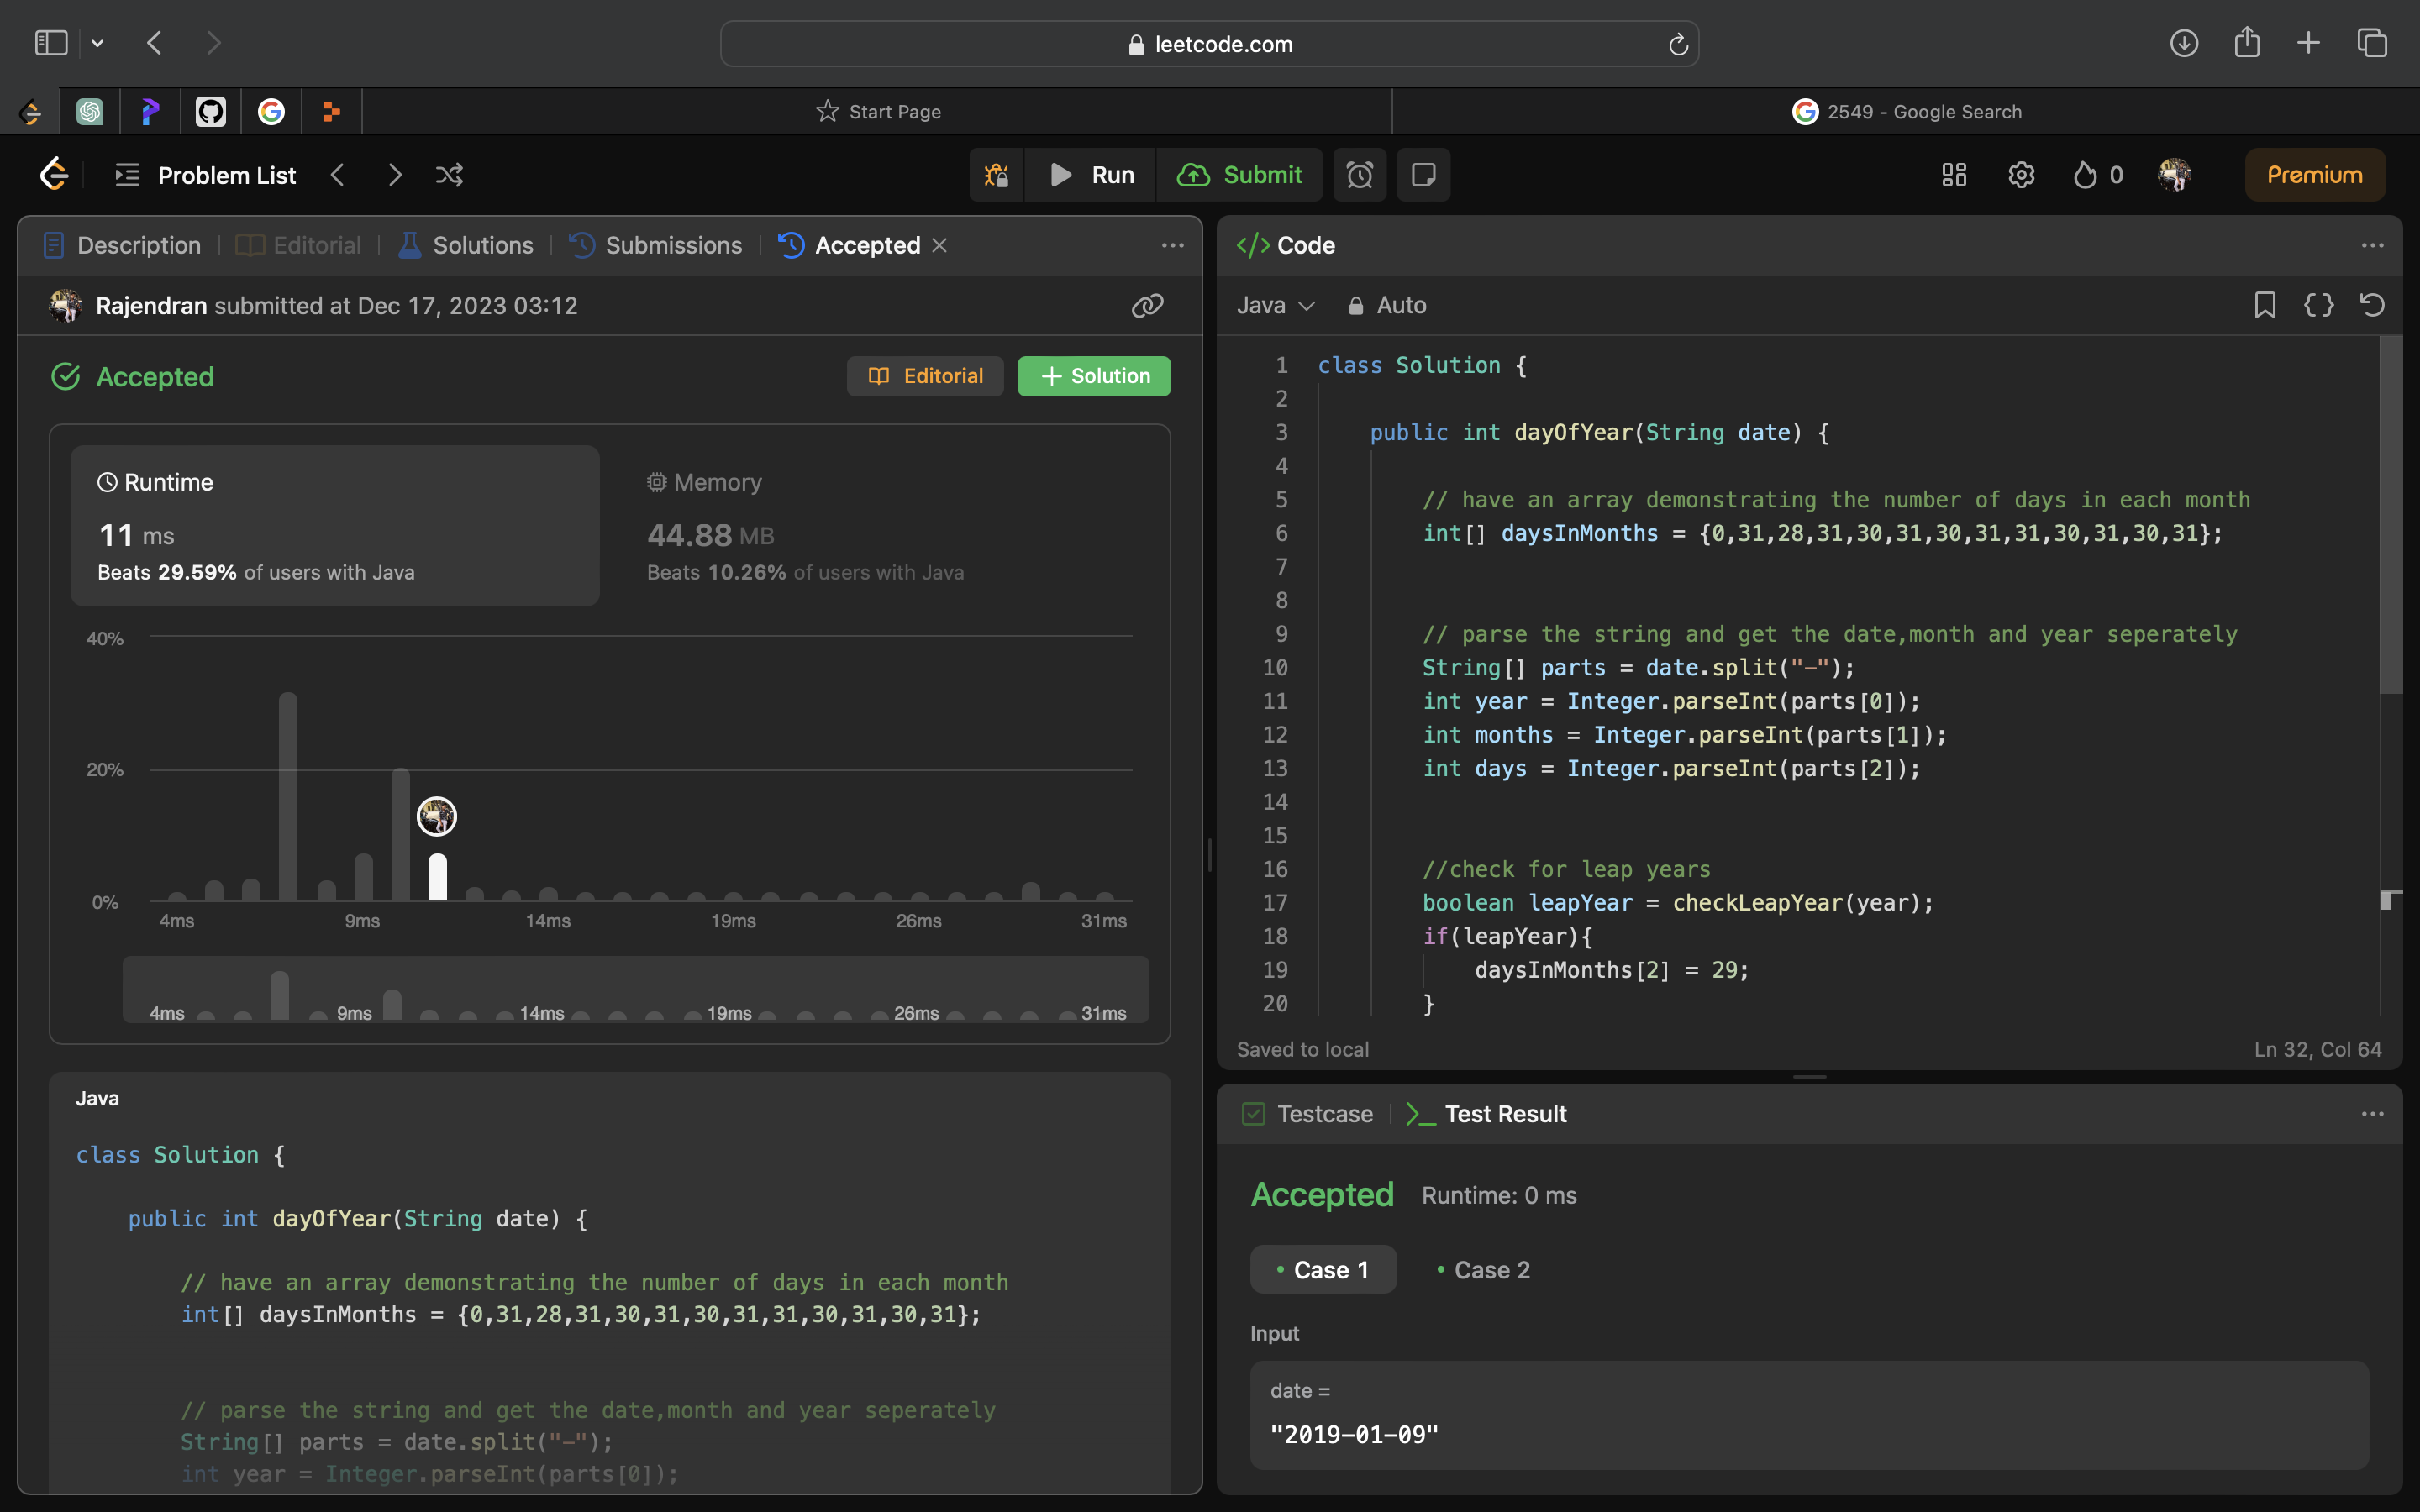 leetcode.com
Start Page
2549 - Google Search
Problem List
Run
Submit
0
Premium
Description
Editorial
Solutions
Submissions
Accepted
Rajendran submitted at Dec 17, 2023 03:12
Accepted
Editorial
Solution
Runtime
11 ms
Beats 29.59% of users with Java
Memory
44.88 MB
Beats 10.26% of users with Java
40%
20%
0%
4ms 9ms 14ms 19ms 26ms 31ms
4ms 9ms 14ms 19ms 26ms 31ms
Java
class Solution {
public int dayOfYear(String date) {
// have an array demonstrating the number of days in each month
int[] daysInMonths = {0,31,28,31,30,31,30,31,31,30,31,30,31};
// parse the string and get the date,month and year seperately
String[] parts = date.split("-");
int year = Integer.parseInt(parts[0]);
</> Code
Java Auto
1 class Solution {
2
3 public int dayOfYear(String date) {
4
5 // have an array demonstrating the number of days in each month
6 int[] daysInMonths = {0,31,28,31,30,31,30,31,31,30,31,30,31};
7
8
9 // parse the string and get the date,month and year seperately
10 String[] parts = date.split("-");
11 int year = Integer.parseInt(parts[0]);
12 int months = Integer.parseInt(parts[1]);
13 int days = Integer.parseInt(parts[2]);
14
15
16 //check for leap years
17 boolean leapYear = checkLeapYear(year);
18 if(leapYear){
19 daysInMonths[2] = 29;
20 }
Saved to local
Ln 32, Col 64
Testcase
Test Result
Accepted Runtime: 0 ms
Case 1
Case 2
Input
date =
"2019-01-09"